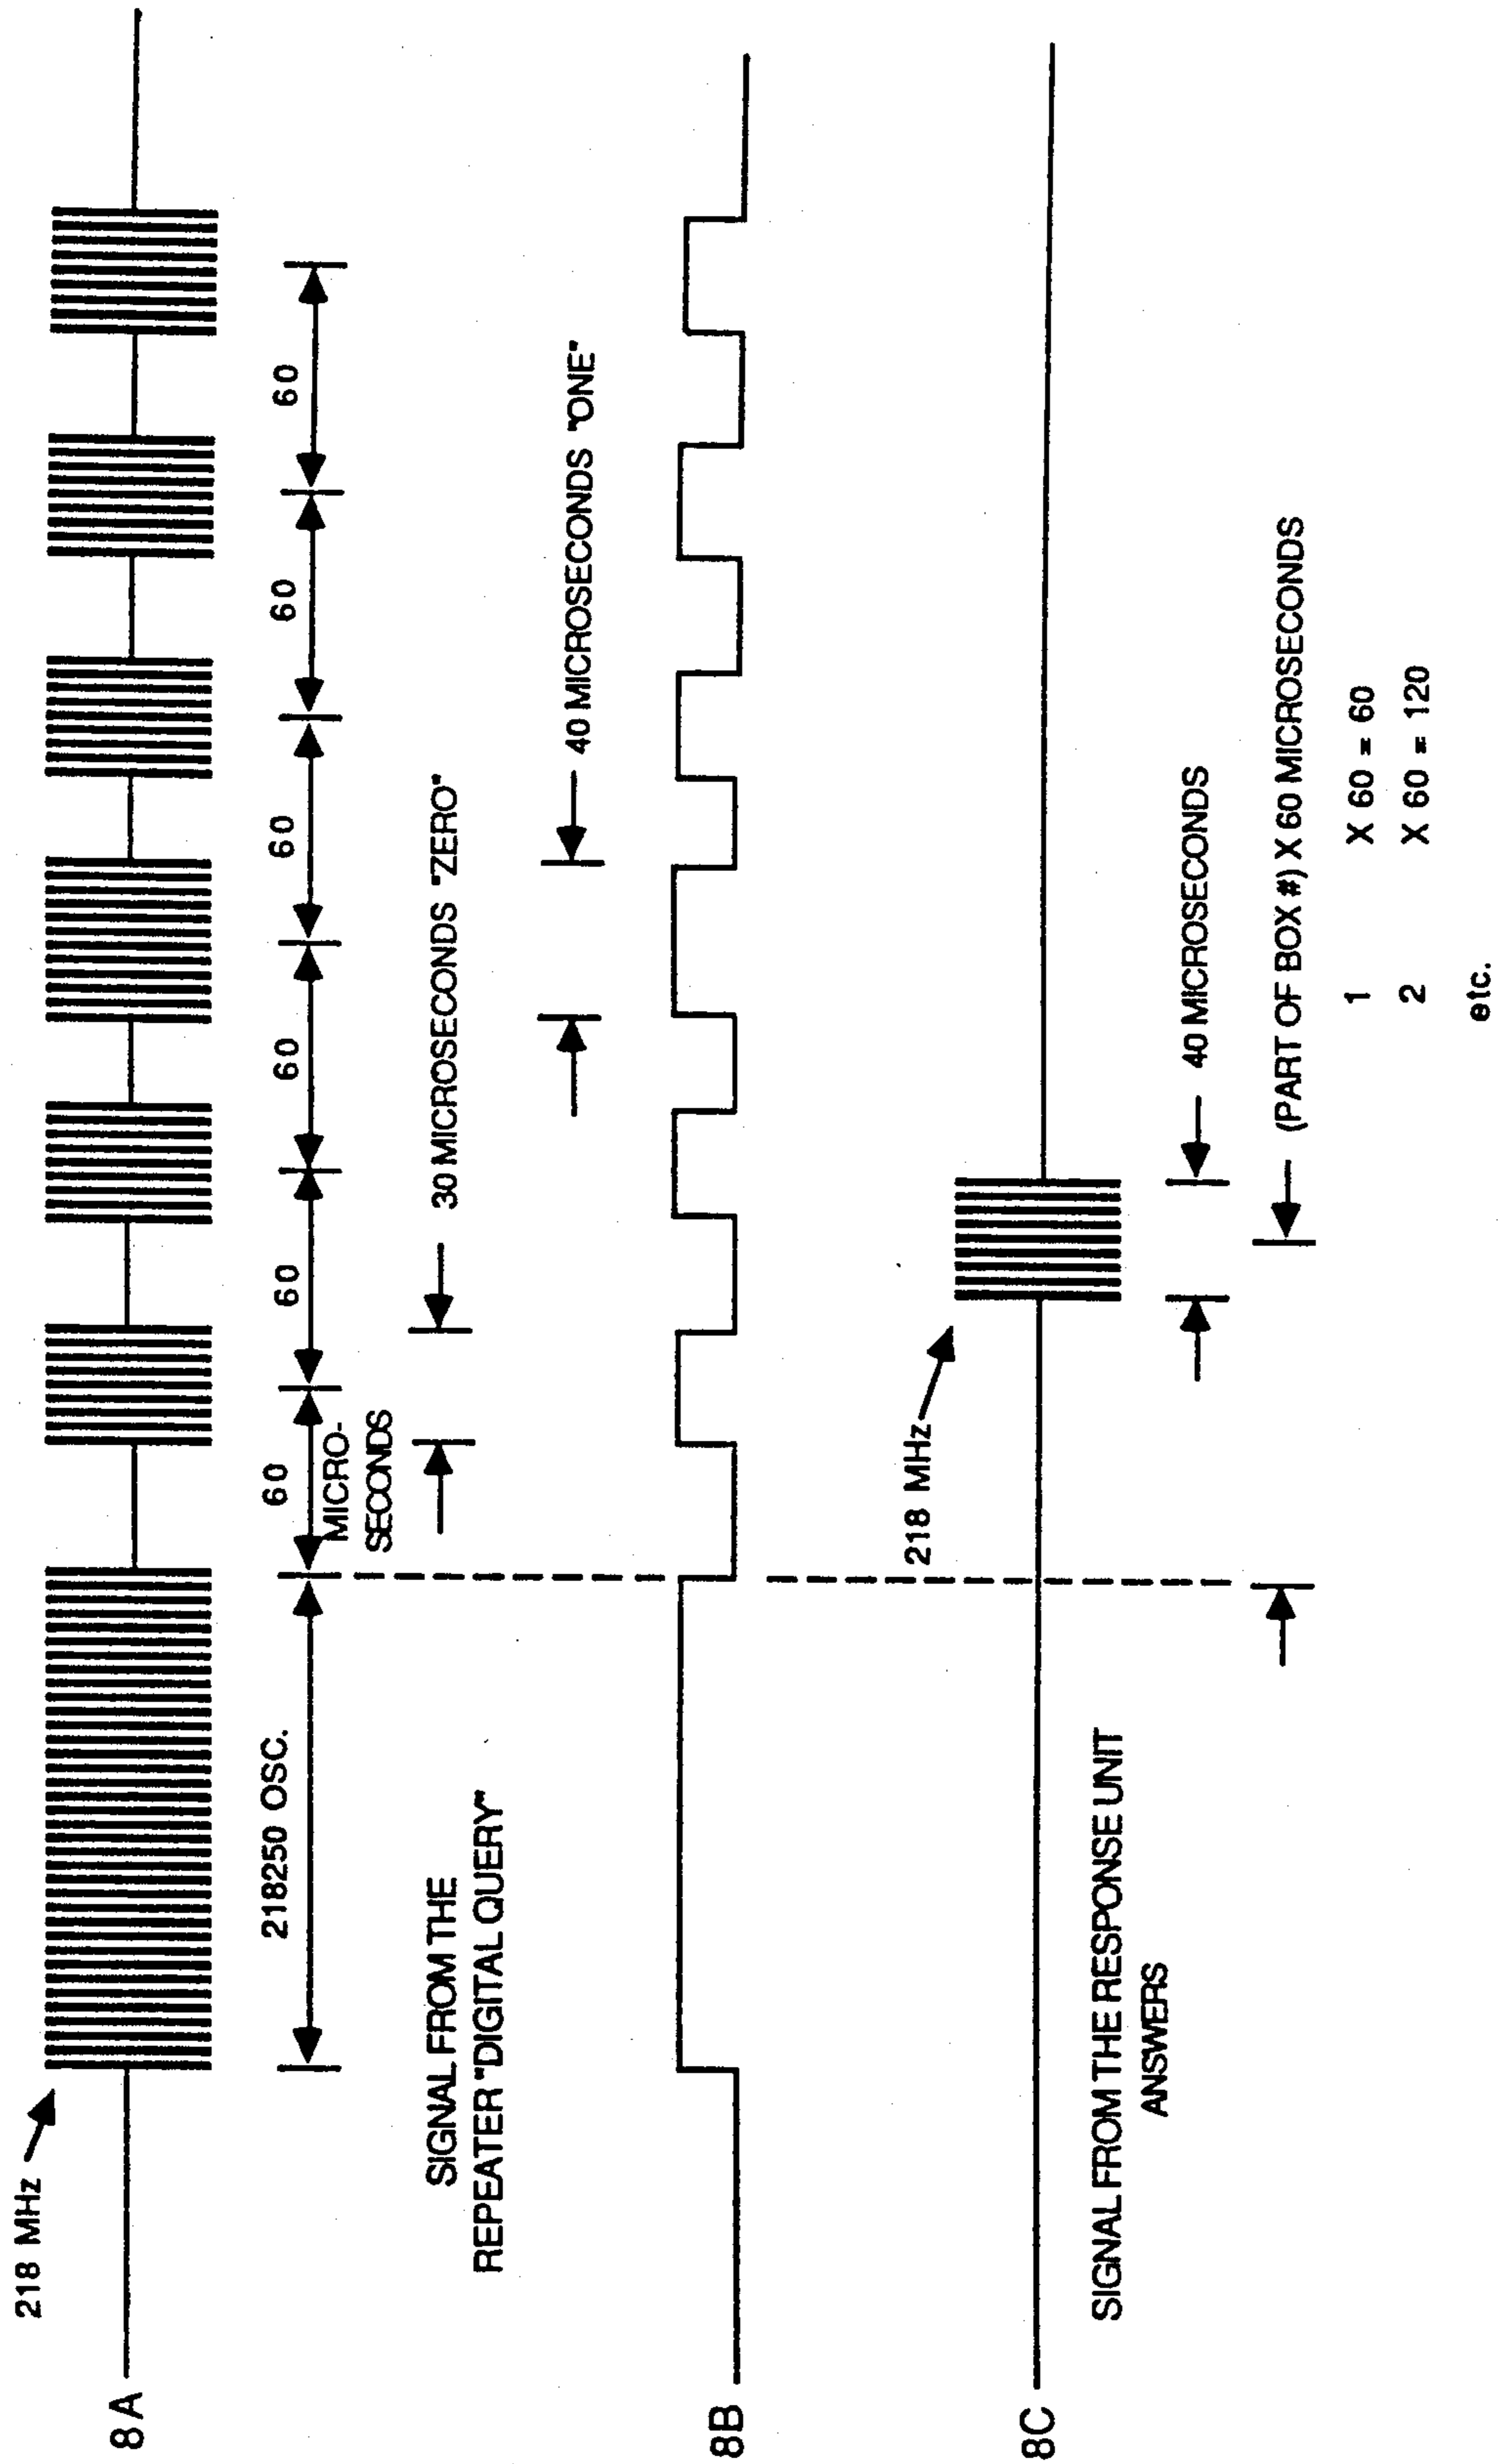 8A
218 MHz
218250 OSC.
60
MICRO-
SECONDS
60
60
60
60
60
60
SIGNAL FROM THE
REPEATER "DIGITAL QUERY"
30 MICROSECONDS "ZERO"
40 MICROSECONDS "ONE"
8B
8C
218 MHz
SIGNAL FROM THE RESPONSE UNIT
ANSWERS
40 MICROSECONDS
(PART OF BOX #) X 60 MICROSECONDS
1 X 60 = 60
2 X 60 = 120
etc.